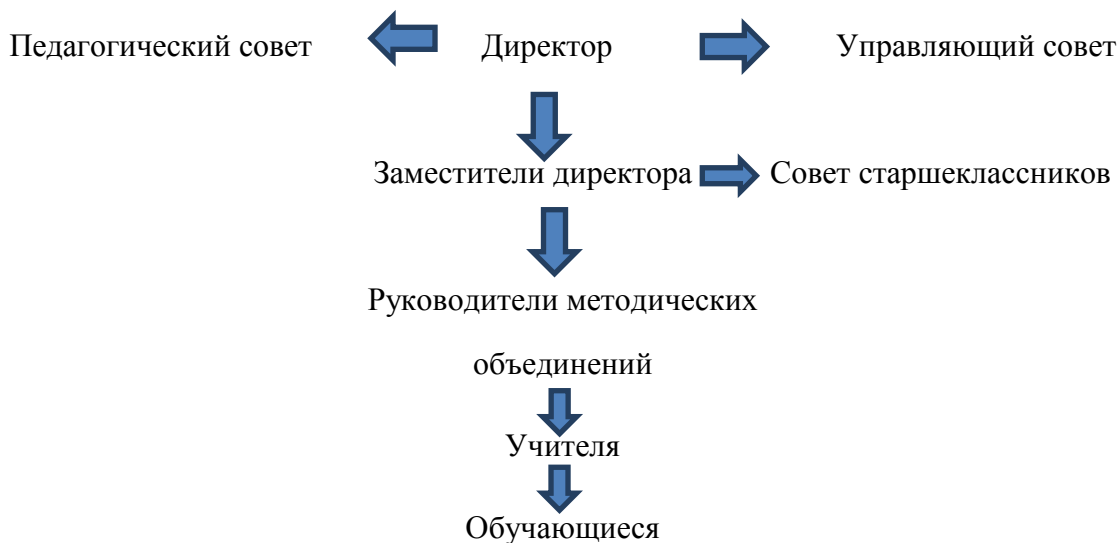 Педагогический совет Директор Управляющий совет
Заместители директора Совет старшеклассников
Руководители методических
объединений
Учителя
Обучающиеся